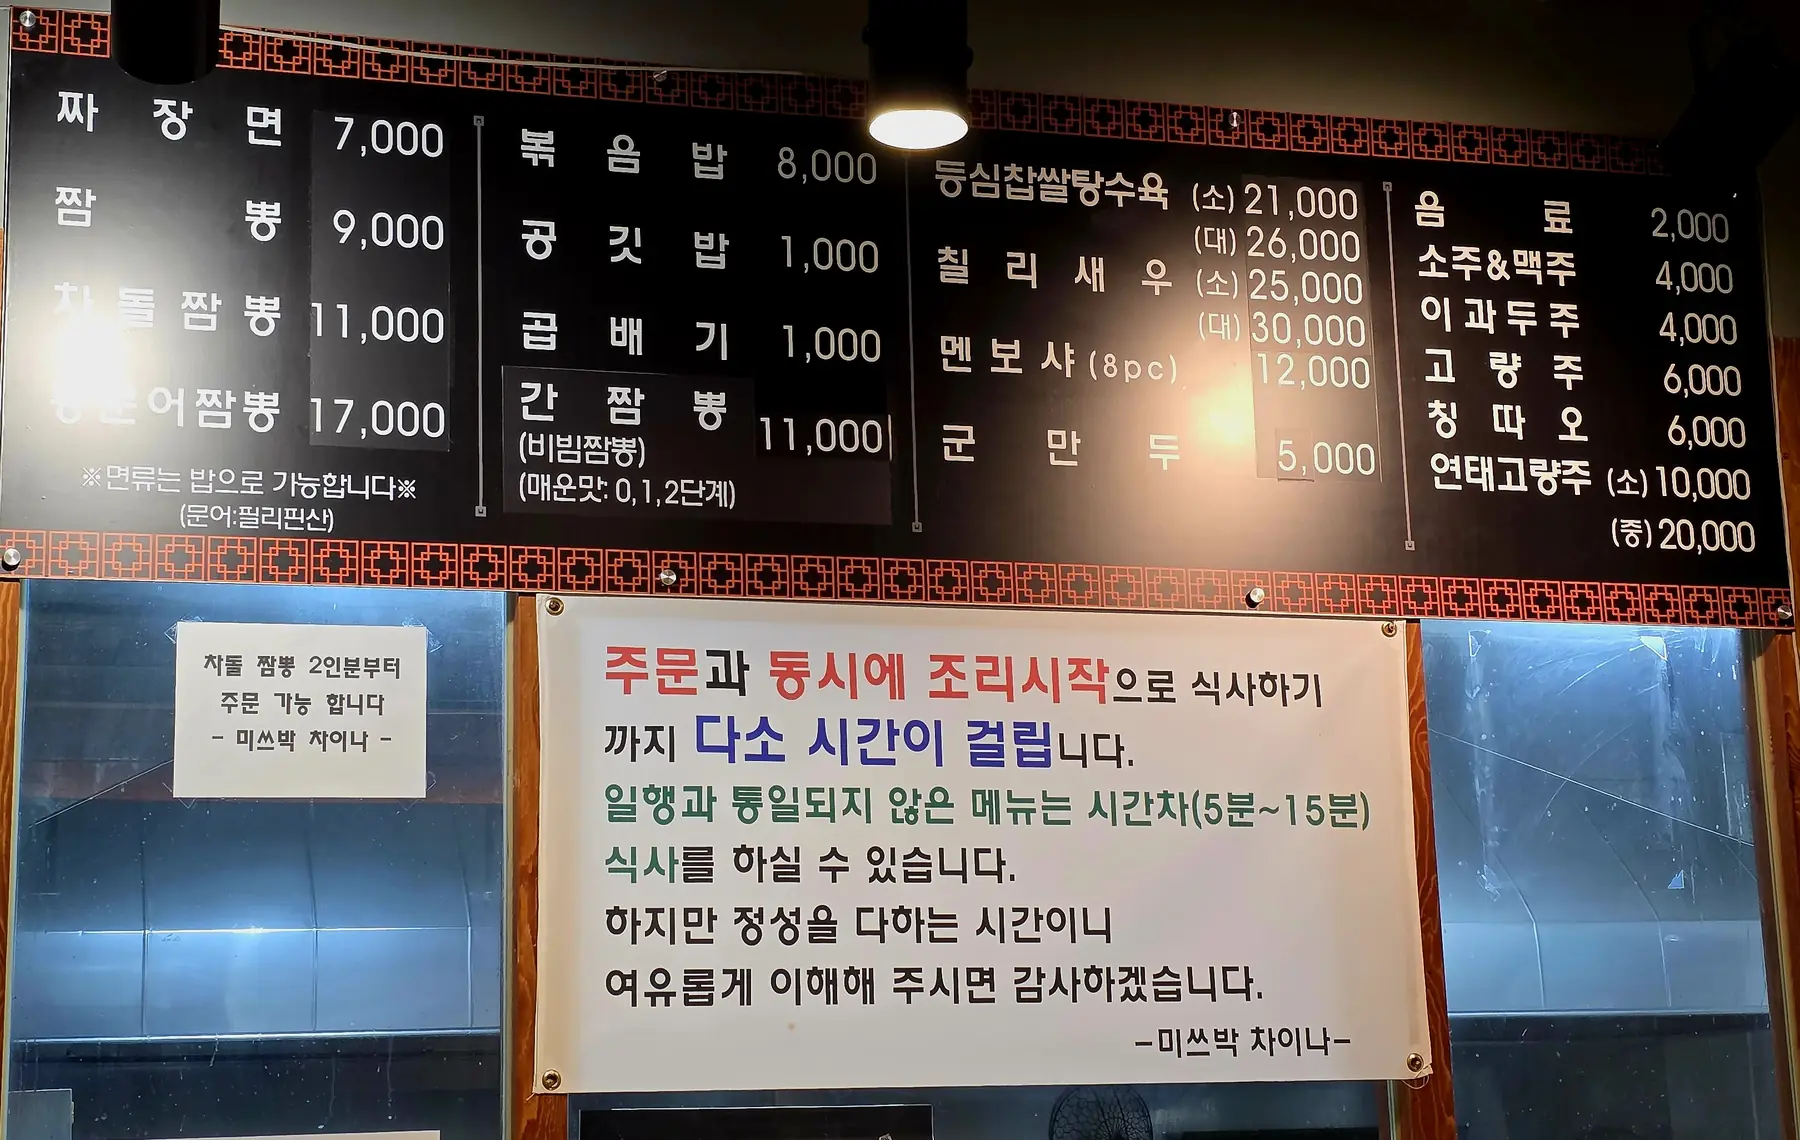 짜장면 7,000
짬뽕 9,000
차돌짬뽕 11,000
어짬뽕 17,000
※면류는 밥으로 가능합니다※
(문어:필리핀산)
볶음밥 8,000
공깃밥 1,000
곱배기 1,000
간짬뽕 11,000
(비빔짬뽕)
(매운맛: 0,1,2단계)
등심찹쌀탕수육 (소) 21,000
(대) 26,000
칠리새우 (소) 25,000
(대) 30,000
멘보샤(8pc) 12,000
군만두 5,000
음료 2,000
소주&맥주 4,000
이과두주 4,000
고량주 6,000
칭따오 6,000
연태고량주 (소) 10,000
(중) 20,000
차돌 짬뽕 2인분부터
주문 가능 합니다
- 미쓰박 차이나 -
주문과 동시에 조리시작으로 식사하기
까지 다소 시간이 걸립니다.
일행과 통일되지 않은 메뉴는 시간차(5분~15분)
식사를 하실 수 있습니다.
하지만 정성을 다하는 시간이니
여유롭게 이해해 주시면 감사하겠습니다.
-미쓰박 차이나-